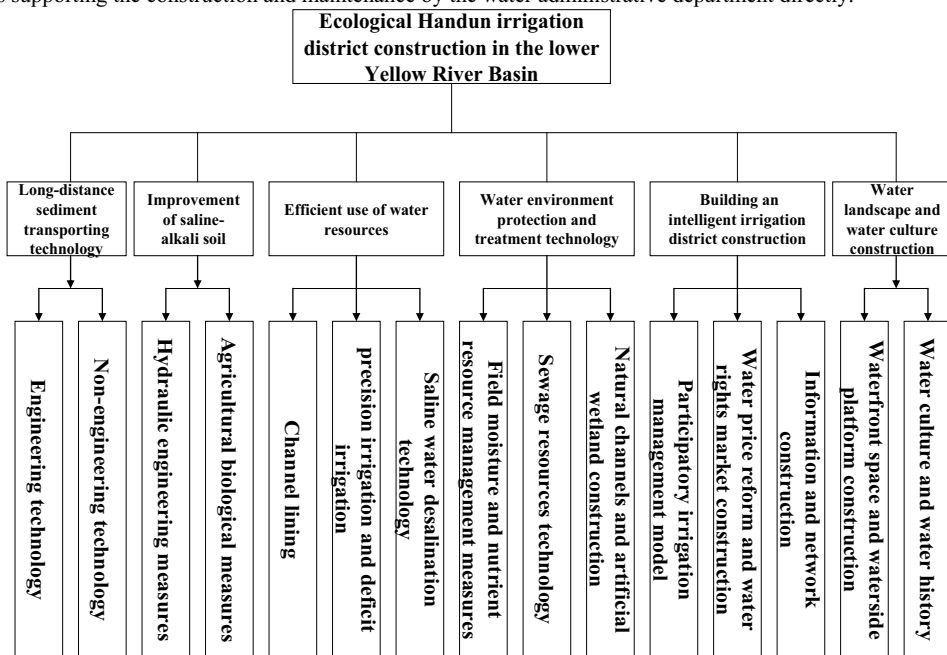 supporting the construction and maintenance by the water administrative department directly.
Ecological Handun irrigation
district construction in the lower
Yellow River Basin
Long-distance
sediment
transporting
technology
Improvement
of saline-
alkali soil
Efficient use of water
resources
Water environment
protection and
treatment technology
Building an
intelligent irrigation
district construction
Water
landscape and
water culture
construction
Engineering technology
Non-engineering technology
Hydraulic engineering measures
Agricultural biological measures
Channel lining
precision irrigation and deficit
irrigation
Saline water desalination
technology
Field moisture and nutrient
resource management measures
Sewage resources technology
Natural channels and artificial
wetland construction
Participatory irrigation
management model
Water price reform and water
rights market construction
Information and network
construction
Waterfront space and waterside
platform construction
Water culture and water history